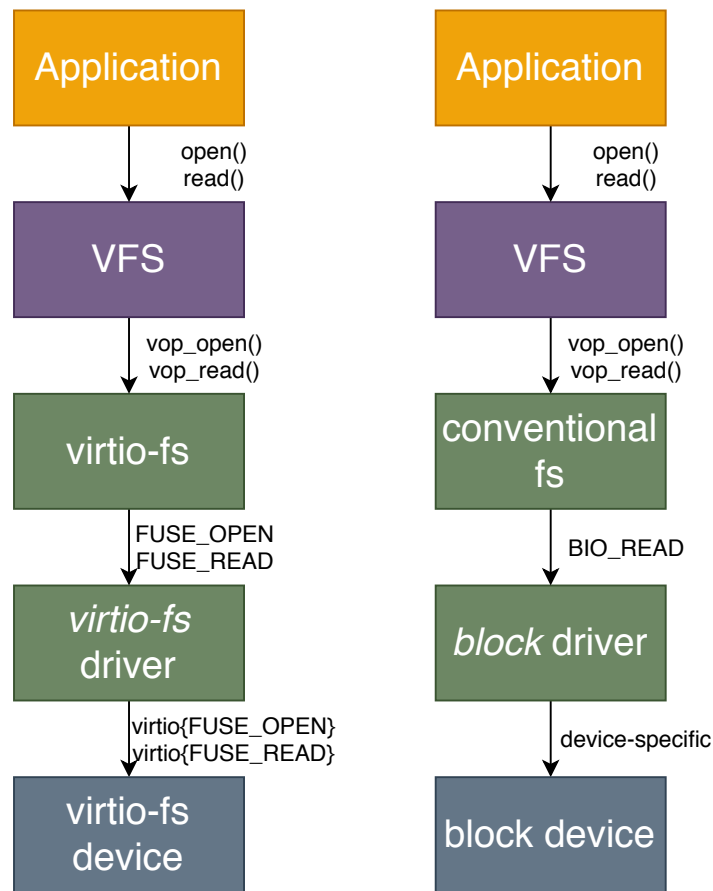 Application
open()
read()
VFS
vop_open()
vop_read()
virtio-fs
FUSE_OPEN
FUSE_READ
virtio-fs
driver
virtio{FUSE_OPEN}
virtio{FUSE_READ}
virtio-fs
device
Application
open()
read()
VFS
vop_open()
vop_read()
conventional
fs
BIO_READ
block driver
device-specific
block device